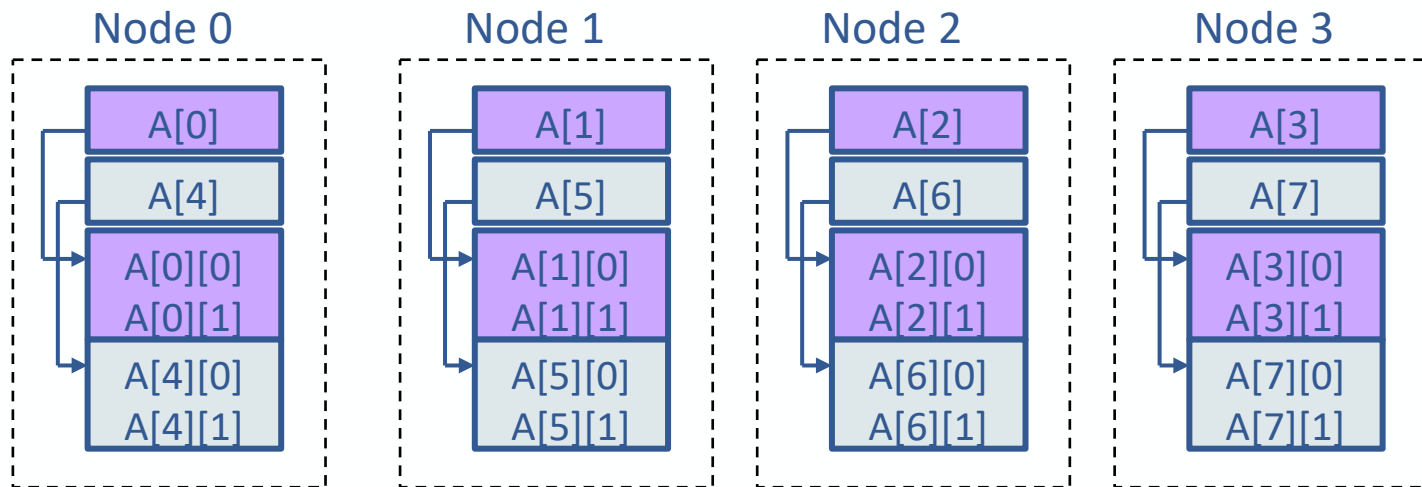 Node 0
A[0]
A[4]
A[0][0]
A[0][1]
A[4][0]
A[4][1]
Node 1
A[1]
A[5]
A[1][0]
A[1][1]
A[5][0]
A[5][1]
Node 2
A[2]
A[6]
A[2][0]
A[2][1]
A[6][0]
A[6][1]
Node 3
A[3]
A[7]
A[3][0]
A[3][1]
A[7][0]
A[7][1]